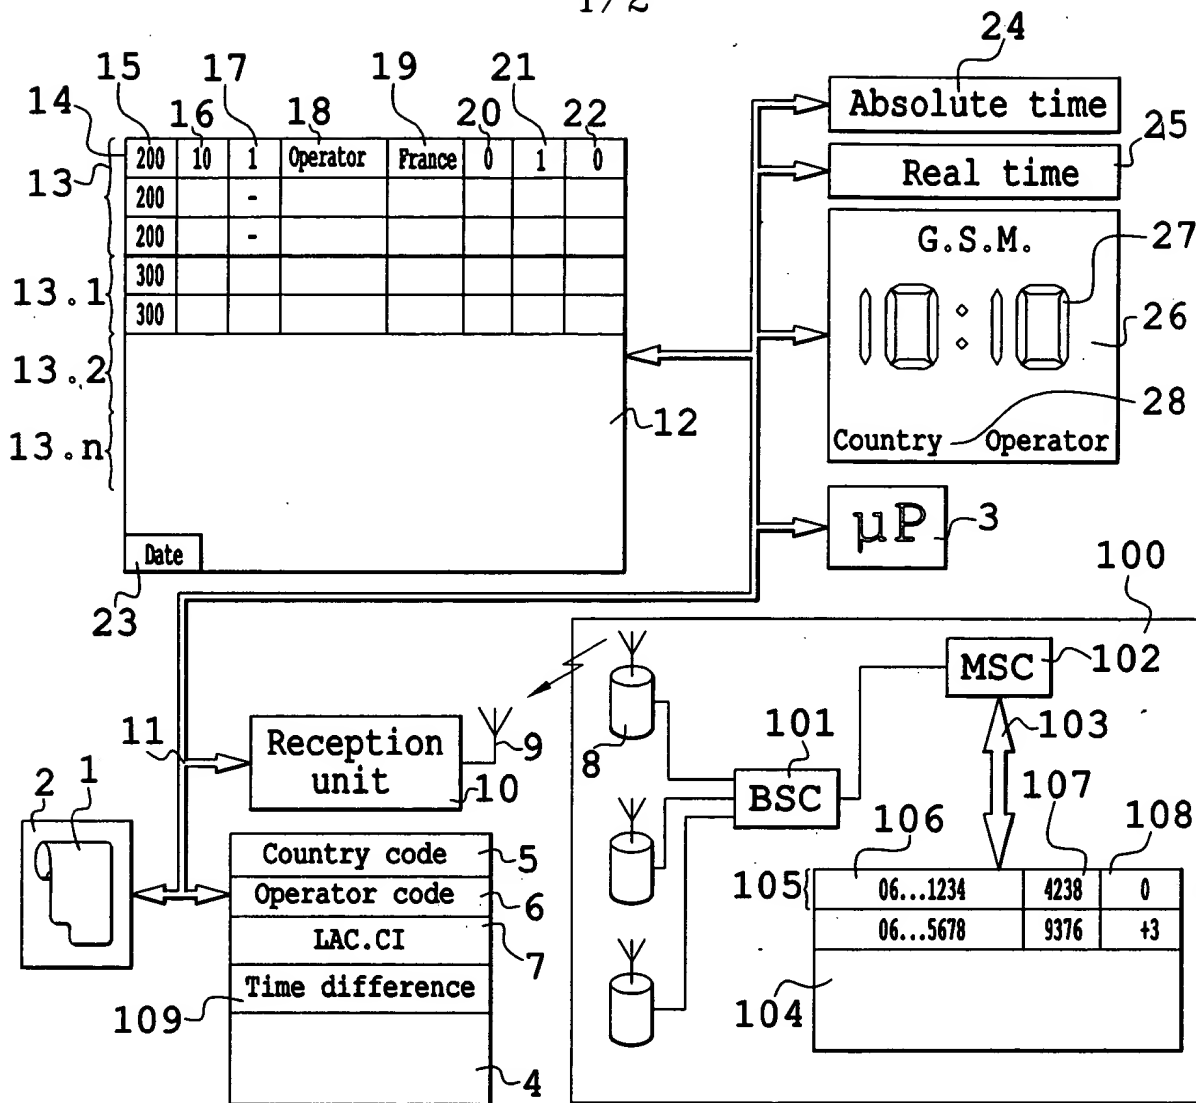 1/2
24
15 17 19 21
16 18 20 22
Absolute time
25
14
200 10 1 Operator France 0 1 0
13
Real time
200 -
200 -
G.S.M.
27
13.1
300
300
10:10
26
13.2
28
12
13.n
Country Operator
µP
3
Date
23
100
MSC 102
11
Reception
unit
9
10
8
101
BSC
103
2 1
106 107 108
Country code 5
Operator code 6
LAC.CI 7
Time difference
109
4
105
06...1234 4238 0
06...5678 9376 +3
104